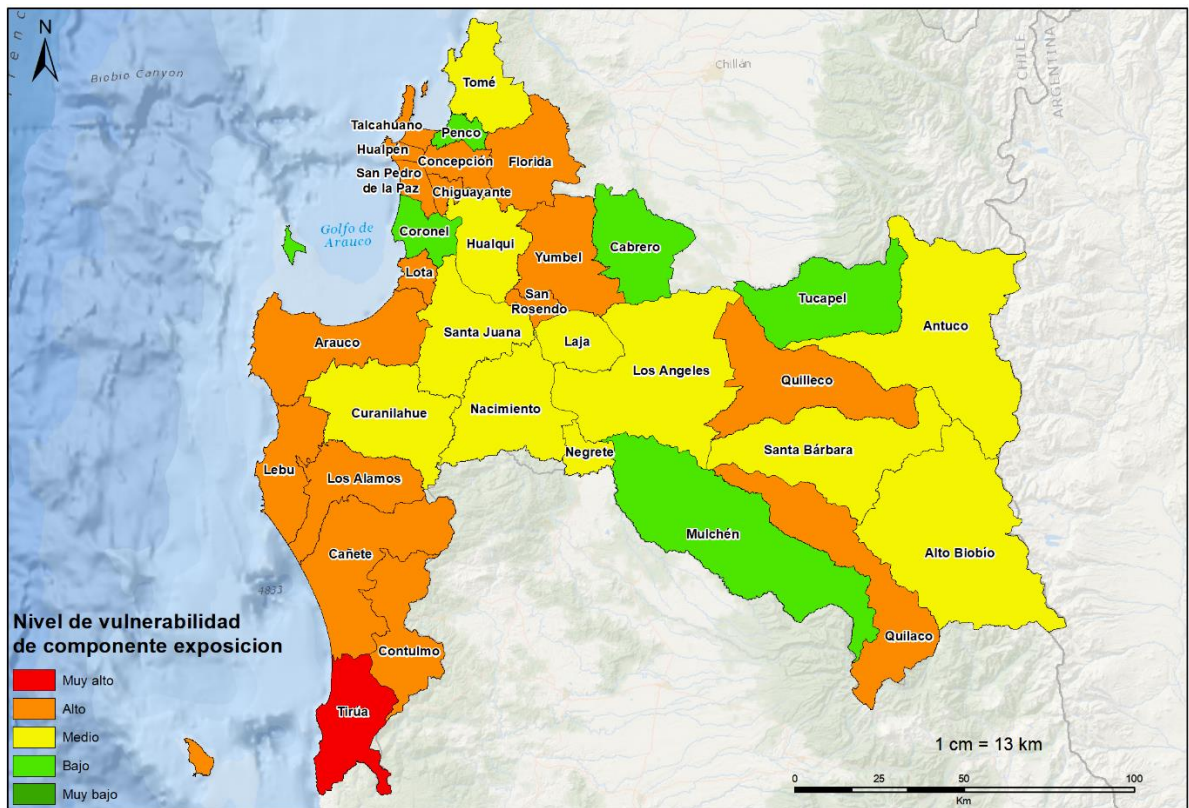 N
Biobio Canyon
Chillán
CHILE
ARGENTINA
Tomé
Talcahuano
Penco
Hualpen
Concepción
Florida
San Pedro
de la Paz
Chiguayante
Golfo de
Arauco
Coronel
Hualqui
Yumbel
Cabrero
Lota
San
Rosendo
Tucapel
Antuco
Arauco
Santa Juana
Laja
Los Angeles
Quilleco
Curanilahue
Nacimiento
Negrete
Santa Bárbara
Lebu
Los Alamos
Mulchén
Alto Biobío
Cañete
4833
Contulmo
Quilaco
Tirúa
Nivel de vulnerabilidad
de componente exposicion
Muy alto
Alto
Medio
Bajo
Muy bajo
1 cm = 13 km
0 25 50 100
Km